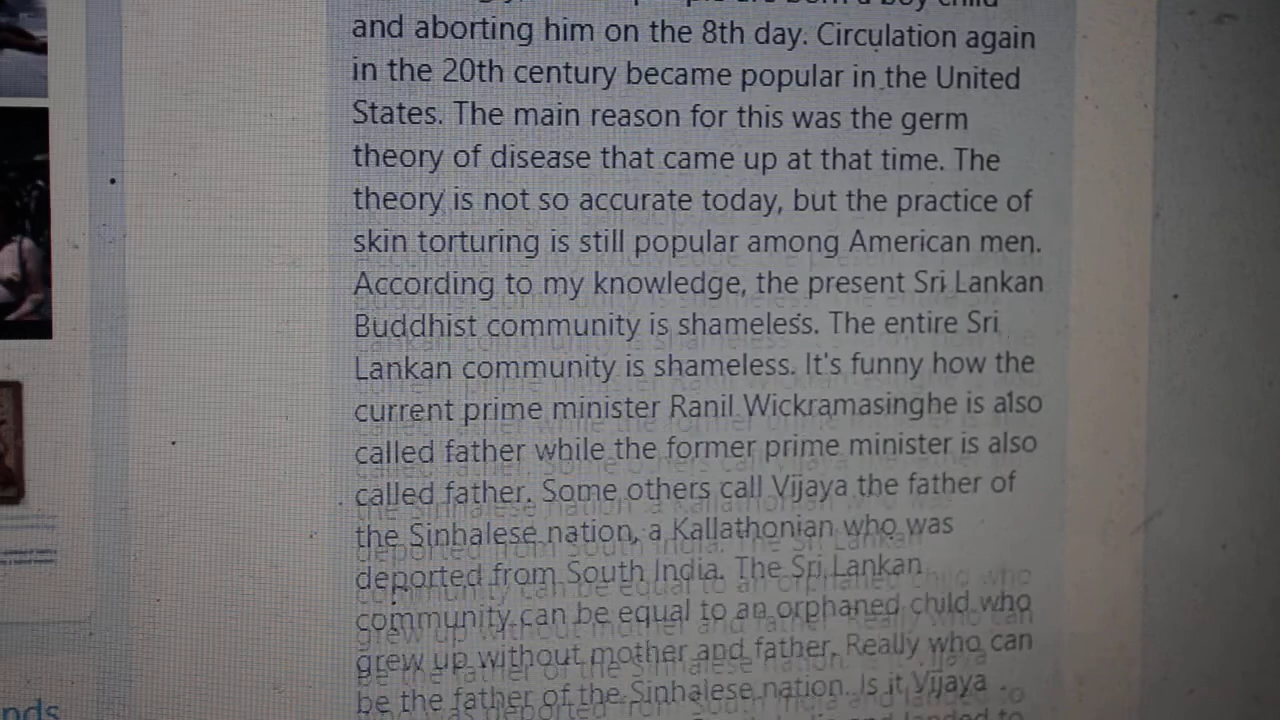 and aborting him on the 8th day. Circulation again
in the 20th century became popular in the United
States. The main reason for this was the germ
theory of disease that came up at that time. The
theory is not so accurate today, but the practice of
skin torturing is still popular among American men.
According to my knowledge, the present Sri Lankan
Buddhist community is shameless. The entire Sri
Lankan community is shameless. It's funny how the
current prime minister Ranil Wickramasinghe is also
called father while the former prime minister is also
called father. Some others call Vijaya the father of
the Sinhalese nation, a Kallathonian who was
deported from South India. The Sri Lankan
community can be equal to an orphaned child who
grew up without mother and father. Really who can
be the father of the Sinhalese nation. Is it Vijaya